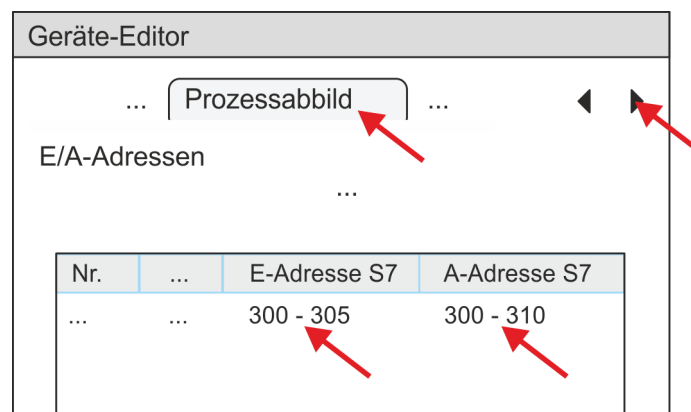 Geräte-Editor
... Prozessabbild ...
E/A-Adressen
...
Nr. ... E-Adresse S7 A-Adresse S7
... ... 300 - 305 300 - 310